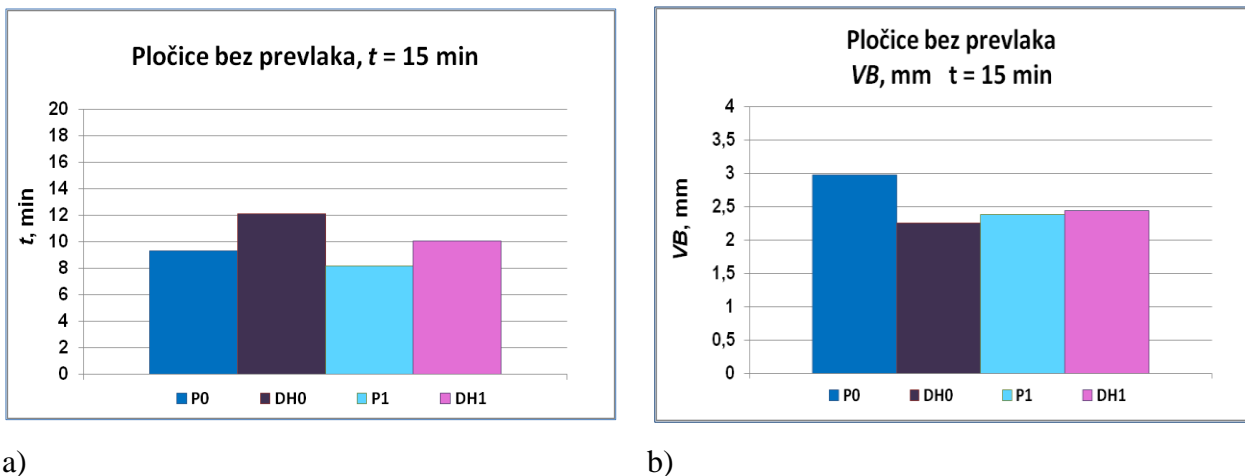 Pločice bez prevlaka, t = 15 min
t, min
20
18
16
14
12
10
8
6
4
2
0
P0 DH0 P1 DH1
a)
Pločice bez prevlaka
VB, mm t = 15 min
VB, mm
4
3,5
3
2,5
2
1,5
1
0,5
0
P0 DH0 P1 DH1
b)